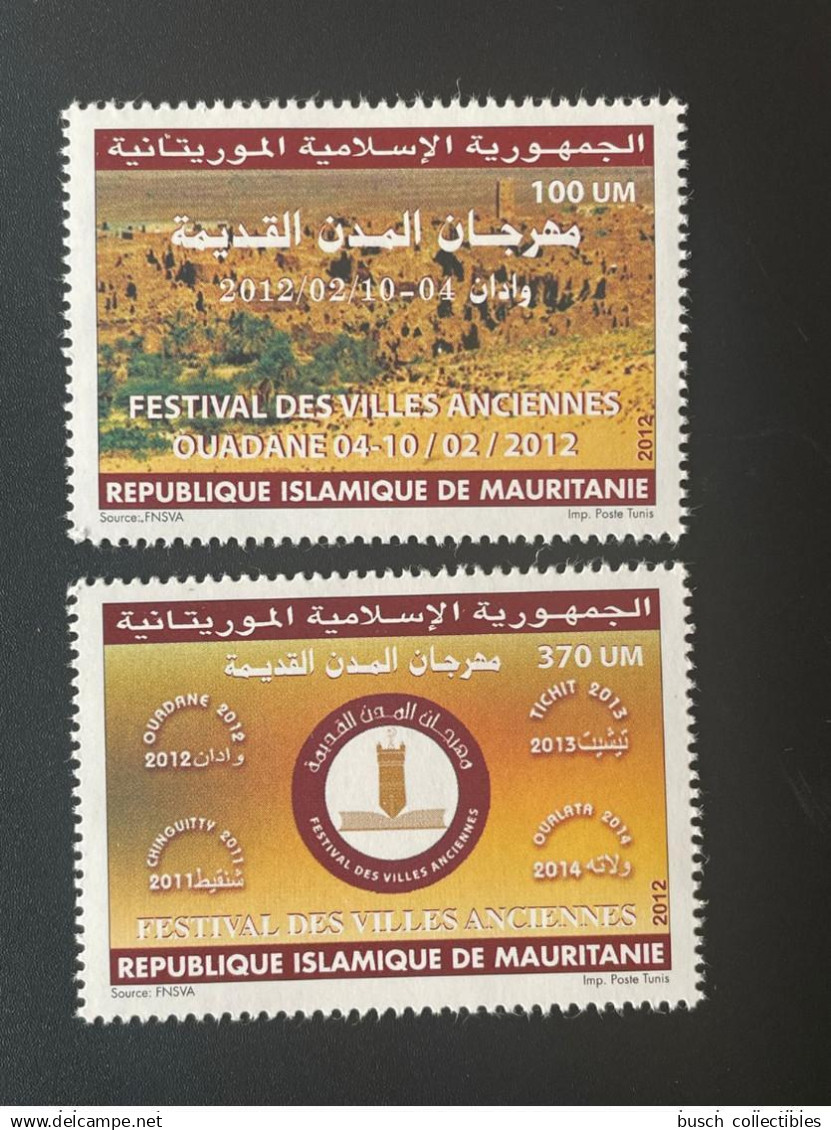 الجمهورية الإسلامية الموريتانية
100 UM
مهرجان المدن القديمة
وادان 04-2012/02/10
FESTIVAL DES VILLES ANCIENNES
OUADANE 04-10 / 02 / 2012
2012
REPUBLIQUE ISLAMIQUE DE MAURITANIE
Source: FNSVA
Imp. Poste Tunis
الجمهورية الإسلامية الموريتانية
مهرجان المدن القديمة
370 UM
OUADANE 2012
وادان 2012
TICHIT 2013
تيشيت 2013
مهرجان المدن القديمة
FESTIVAL DES VILLES ANCIENNES
CHINGUITTY 2011
شنقيط 2011
OUALATA 2014
ولاته 2014
FESTIVAL DES VILLES ANCIENNES
2012
REPUBLIQUE ISLAMIQUE DE MAURITANIE
Source: FNSVA
Imp. Poste Tunis
delcampe.net
busch collectibles